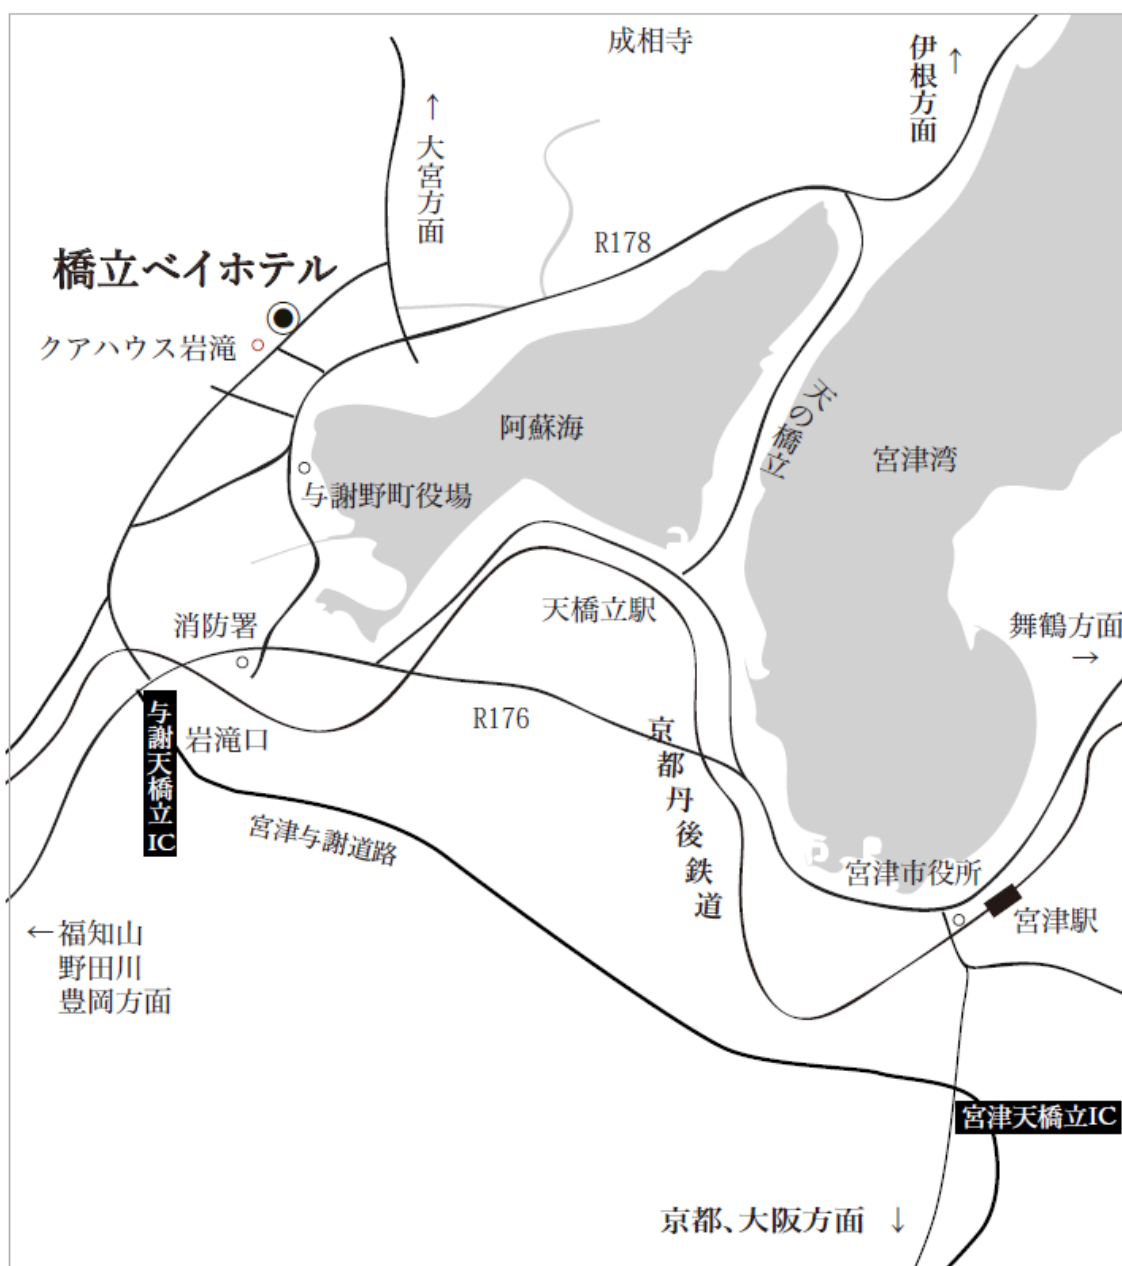 成相寺
伊根方面
↑
↑
大宮方面
R178
橋立ベイホテル
クアハウス岩滝
阿蘇海
天の橋立
宮津湾
与謝野町役場
天橋立駅
消防署
舞鶴方面
→
与謝天橋立IC
岩滝口
R176
京都丹後鉄道
宮津与謝道路
宮津市役所
宮津駅
←福知山
野田川
豊岡方面
宮津天橋立IC
京都、大阪方面 ↓